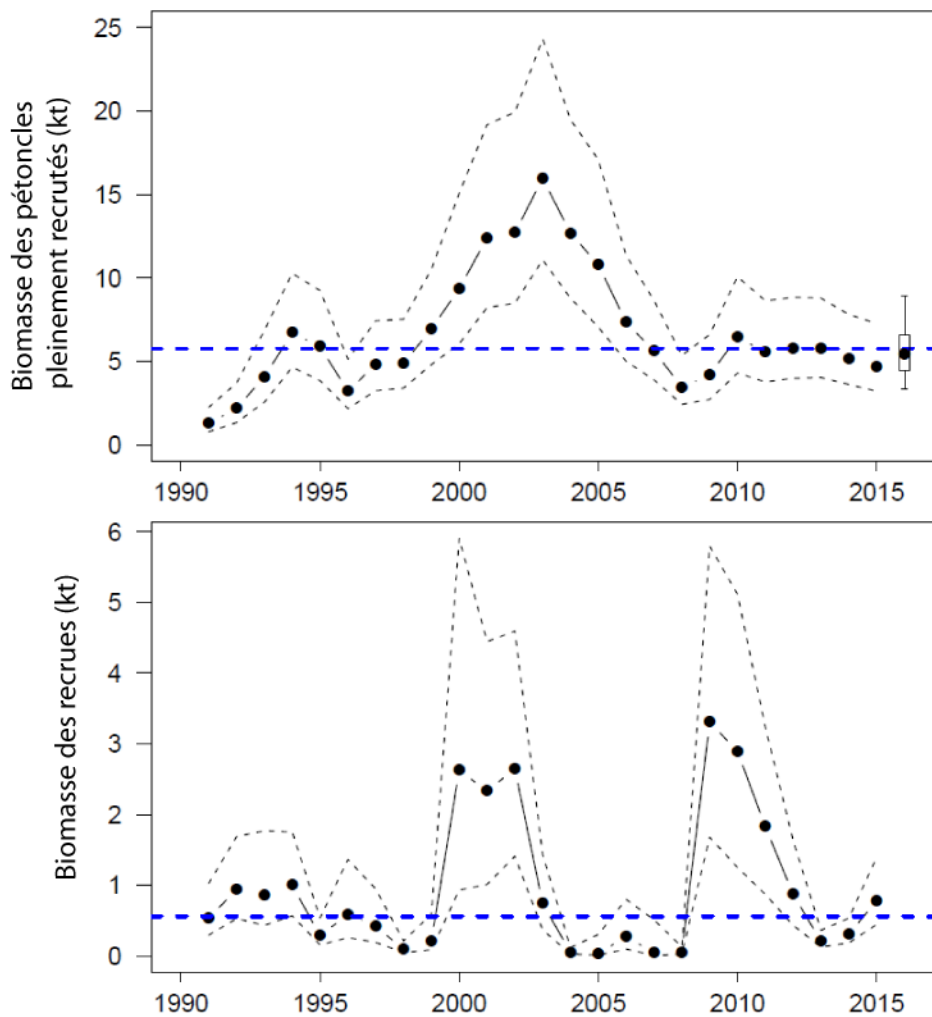 Biomasse des pétoncles
pleinement recrutés (kt)
25
20
15
10
5
0
1990 1995 2000 2005 2010 2015
Biomasse des recrues (kt)
6
5
4
3
2
1
0
1990 1995 2000 2005 2010 2015